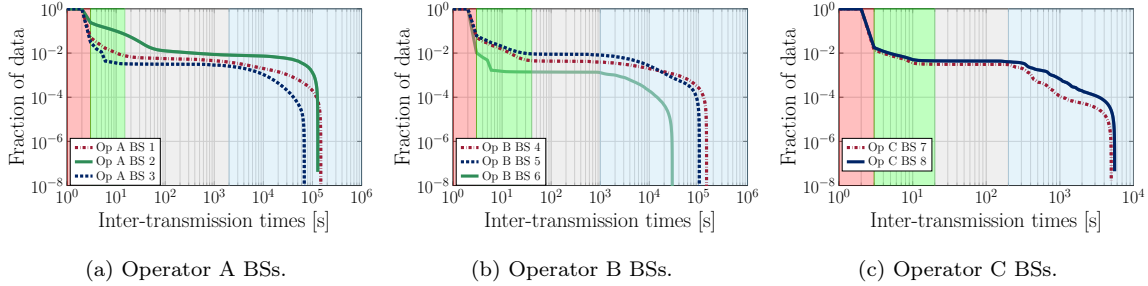 Fraction of data
10^0
10^-2
10^-4
10^-6
10^-8
Op A BS 1
Op A BS 2
Op A BS 3
10^0 10^1 10^2 10^3 10^4 10^5 10^6
Inter-transmission times [s]
(a) Operator A BSs.
Fraction of data
10^0
10^-2
10^-4
10^-6
10^-8
Op B BS 4
Op B BS 5
Op B BS 6
10^0 10^1 10^2 10^3 10^4 10^5 10^6
Inter-transmission times [s]
(b) Operator B BSs.
Fraction of data
10^0
10^-2
10^-4
10^-6
10^-8
Op C BS 7
Op C BS 8
10^0 10^1 10^2 10^3 10^4
Inter-transmission times [s]
(c) Operator C BSs.